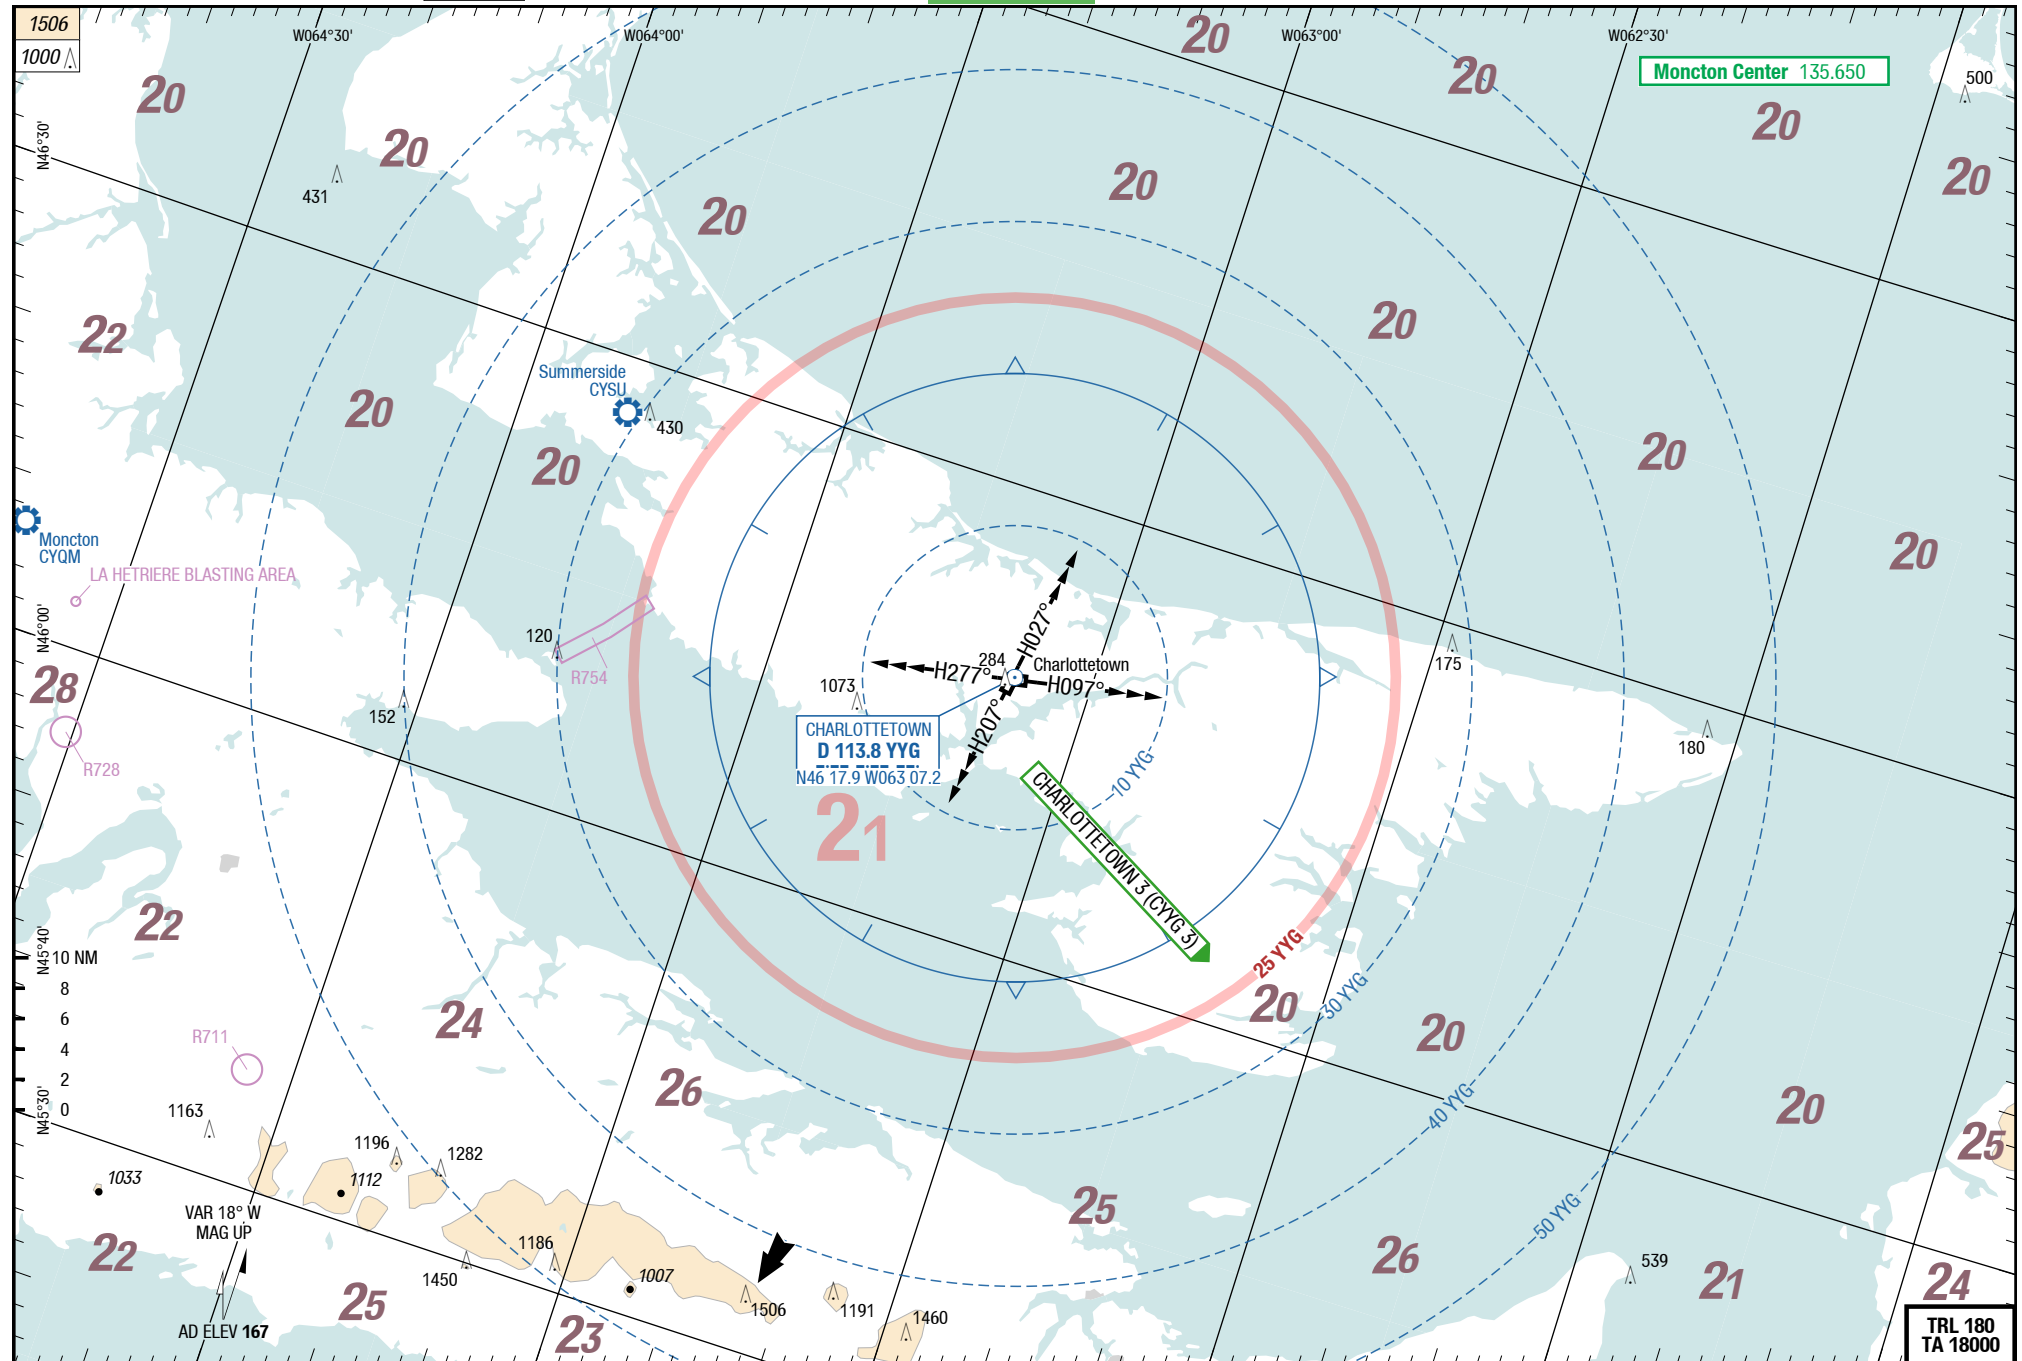 1506
1000
W064°30'
W064°00'
W063°00'
W062°30'
Moncton Center 135.650
500
20
20
20
20
20
20
20
20
N46°30'
431
22
20
20
20
20
20
Summerside
CYSU
430
Moncton
CYQM
LA HETRIERE BLASTING AREA
N46°00'
28
R728
120
R754
152
H027°
284
Charlottetown
H277°
H097°
H207°
1073
CHARLOTTETOWN
D 113.8 YYG
N46 17.9 W063 07.2
21
175
180
10 YYG
CHARLOTTETOWN 3 (CYYG 3)
25 YYG
30 YYG
40 YYG
50 YYG
22
24
26
20
20
20
25
N45°40'
10 NM
8
6
4
2
0
N45°30'
R711
1163
1196
1282
1033
1112
VAR 18° W
MAG UP
22
25
1186
1450
1007
1506
1191
1460
23
25
26
539
21
24
AD ELEV 167
TRL 180
TA 18000